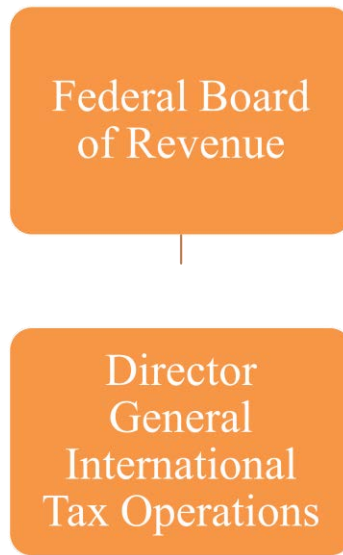 Federal Board
of Revenue
Director
General
International
Tax Operations